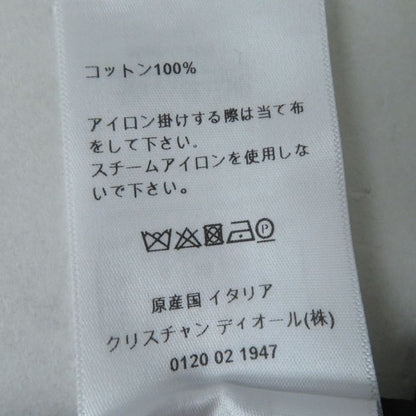 コットン100%
アイロン掛けする際は当て布
をして下さい。
スチームアイロンを使用しな
いで下さい。
P
原産国 イタリア
クリスチャン ディオール(株)
0120 02 1947